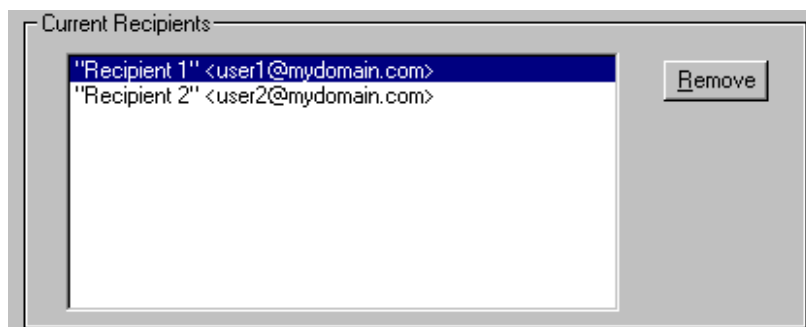 Current Recipients
"Recipient 1" <user1@mydomain.com>
Remove
"Recipient 2" <user2@mydomain.com>